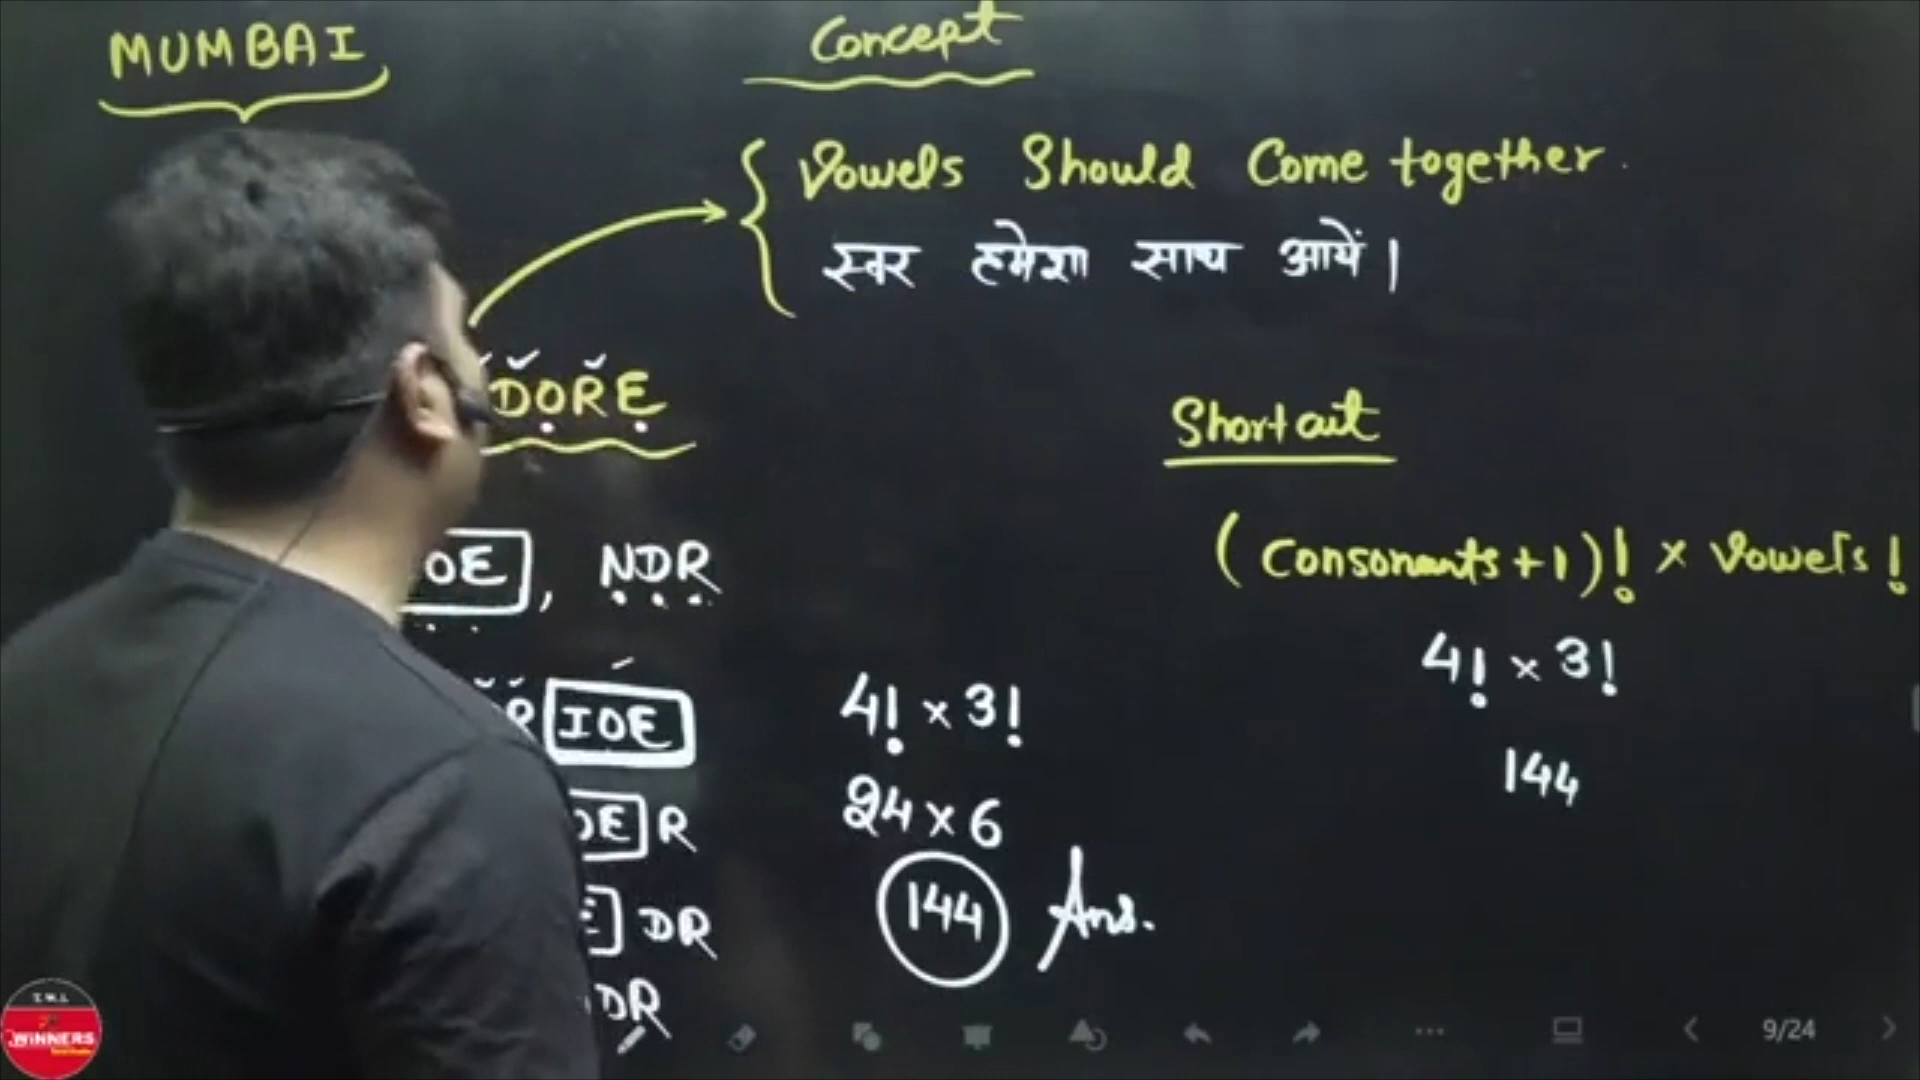 MUMBAI
Concept
Vowels Should Come together.
स्वर हमेशा साथ आयें।
DORE
Shortcut
OE, NDR
(Consonants + 1)! × Vowels!
4! × 3!
R IOE
4! × 3!
144
OE R
24 × 6
E DR
144 Ans.
DR
WINNERS
9/24